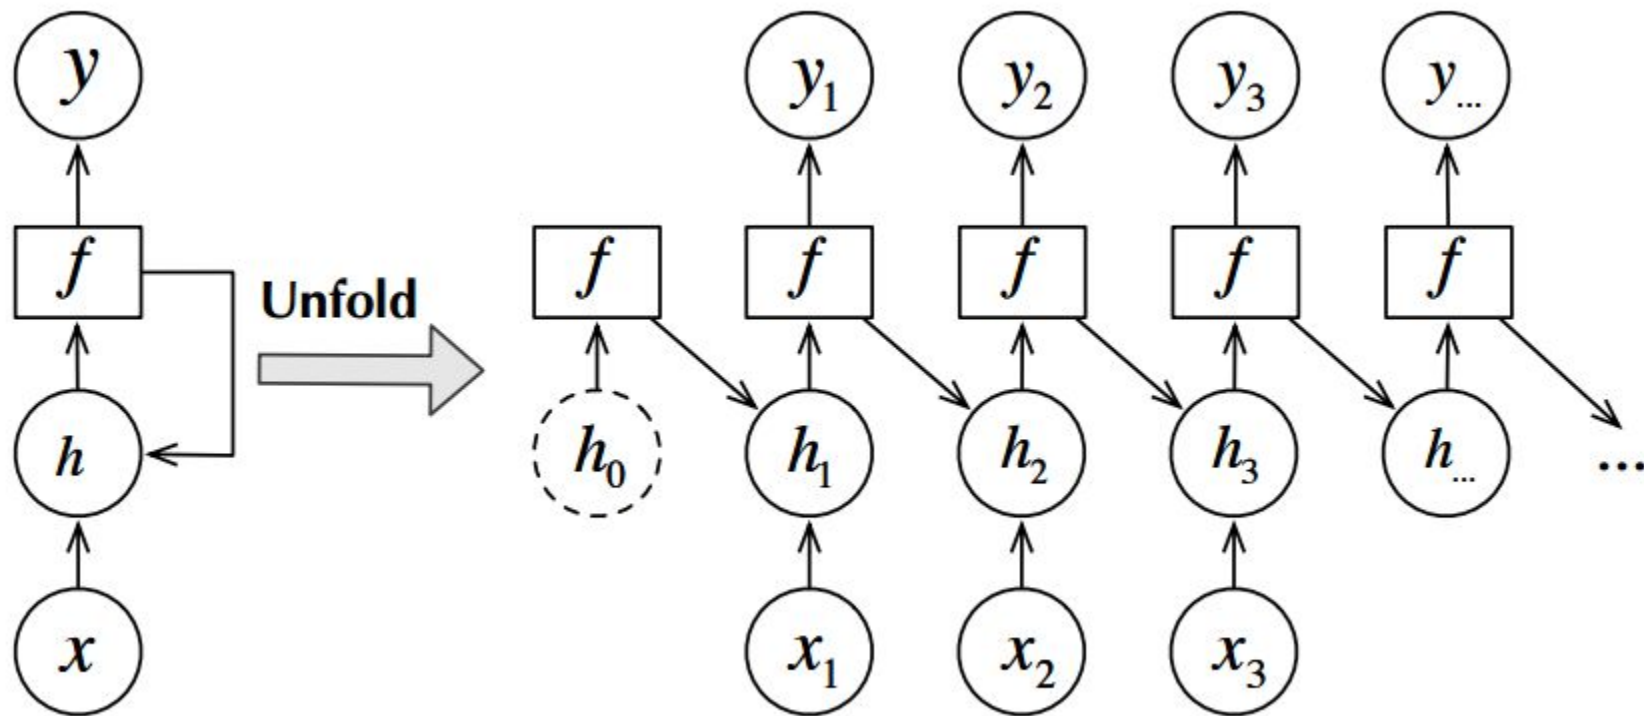 y y₁ y₂ y₃ y...
f f f f f f
Unfold
h h₀ h₁ h₂ h₃ h... ...
x x₁ x₂ x₃